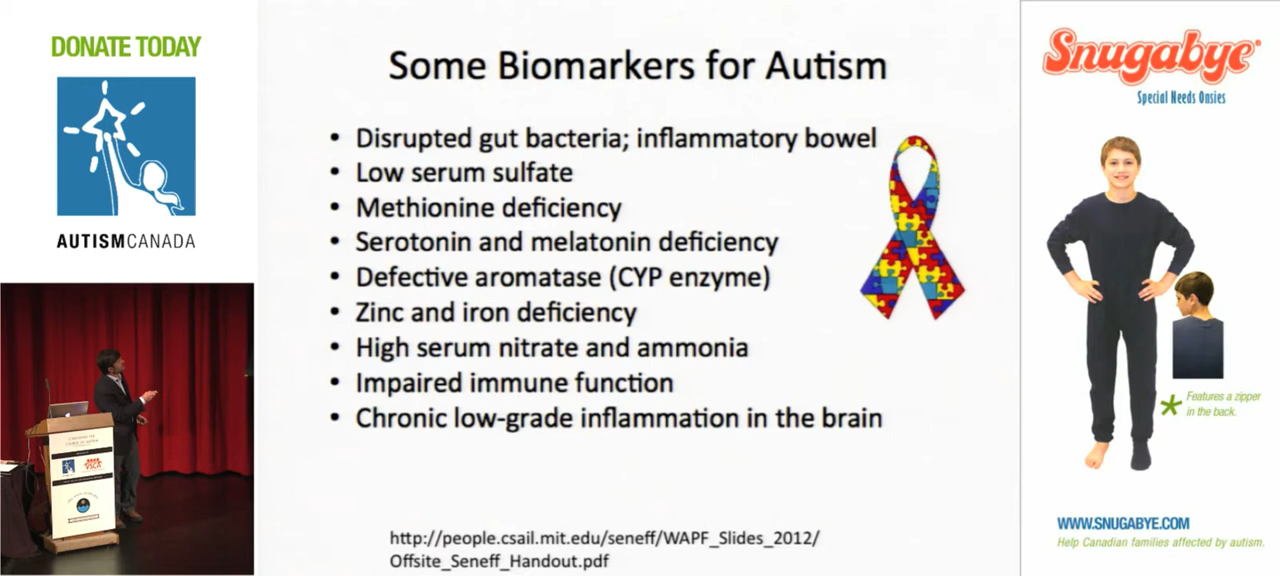 DONATE TODAY
AUTISMCANADA
Some Biomarkers for Autism
• Disrupted gut bacteria; inflammatory bowel
• Low serum sulfate
• Methionine deficiency
• Serotonin and melatonin deficiency
• Defective aromatase (CYP enzyme)
• Zinc and iron deficiency
• High serum nitrate and ammonia
• Impaired immune function
• Chronic low-grade inflammation in the brain
http://people.csail.mit.edu/seneff/WAPF_Slides_2012/
Offsite_Seneff_Handout.pdf
Snugabye®
Special Needs Onsies
* Features a zipper
in the back.
WWW.SNUGABYE.COM
Help Canadian families affected by autism.